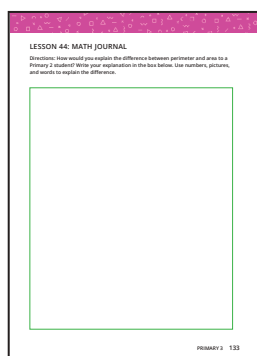 LESSON 44: MATH JOURNAL
Directions: How would you explain the difference between perimeter and area to a
Primary 2 student? Write your explanation in the box below. Use numbers, pictures,
and words to explain the difference.
PRIMARY 3 133